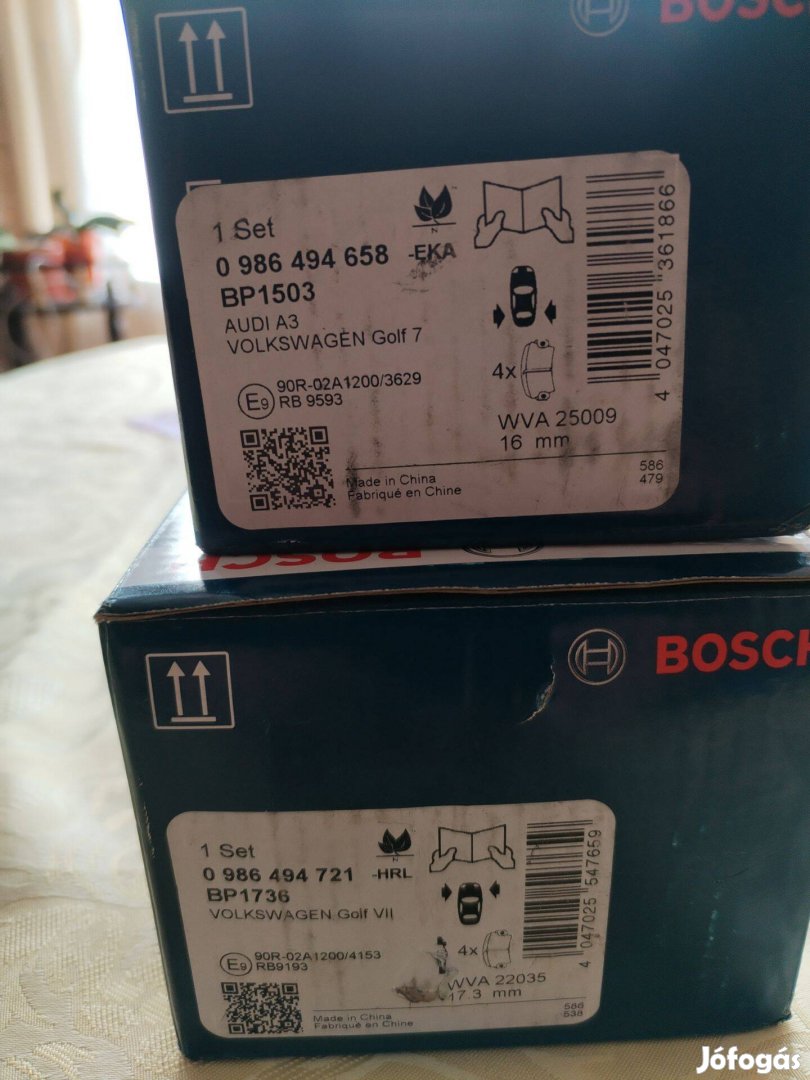 BOSC
1 Set
0 986 494 658 -EKA
BP1503
AUDI A3
VOLKSWAGEN Golf 7
E9 90R-02A1200/3629
RB 9593
4x
WVA 25009
16 mm
4 047025 361866
Made in China
Fabriqué en Chine
586
479
BOSCH
BOSCH
1 Set
0 986 494 721 -HRL
BP1736
VOLKSWAGEN Golf VII
E9 90R-02A1200/4153
RB9193
4x
WVA 22035
17.3 mm
4 047025 547659
Made in China
Fabriqué en Chine
586
538
Jófogás